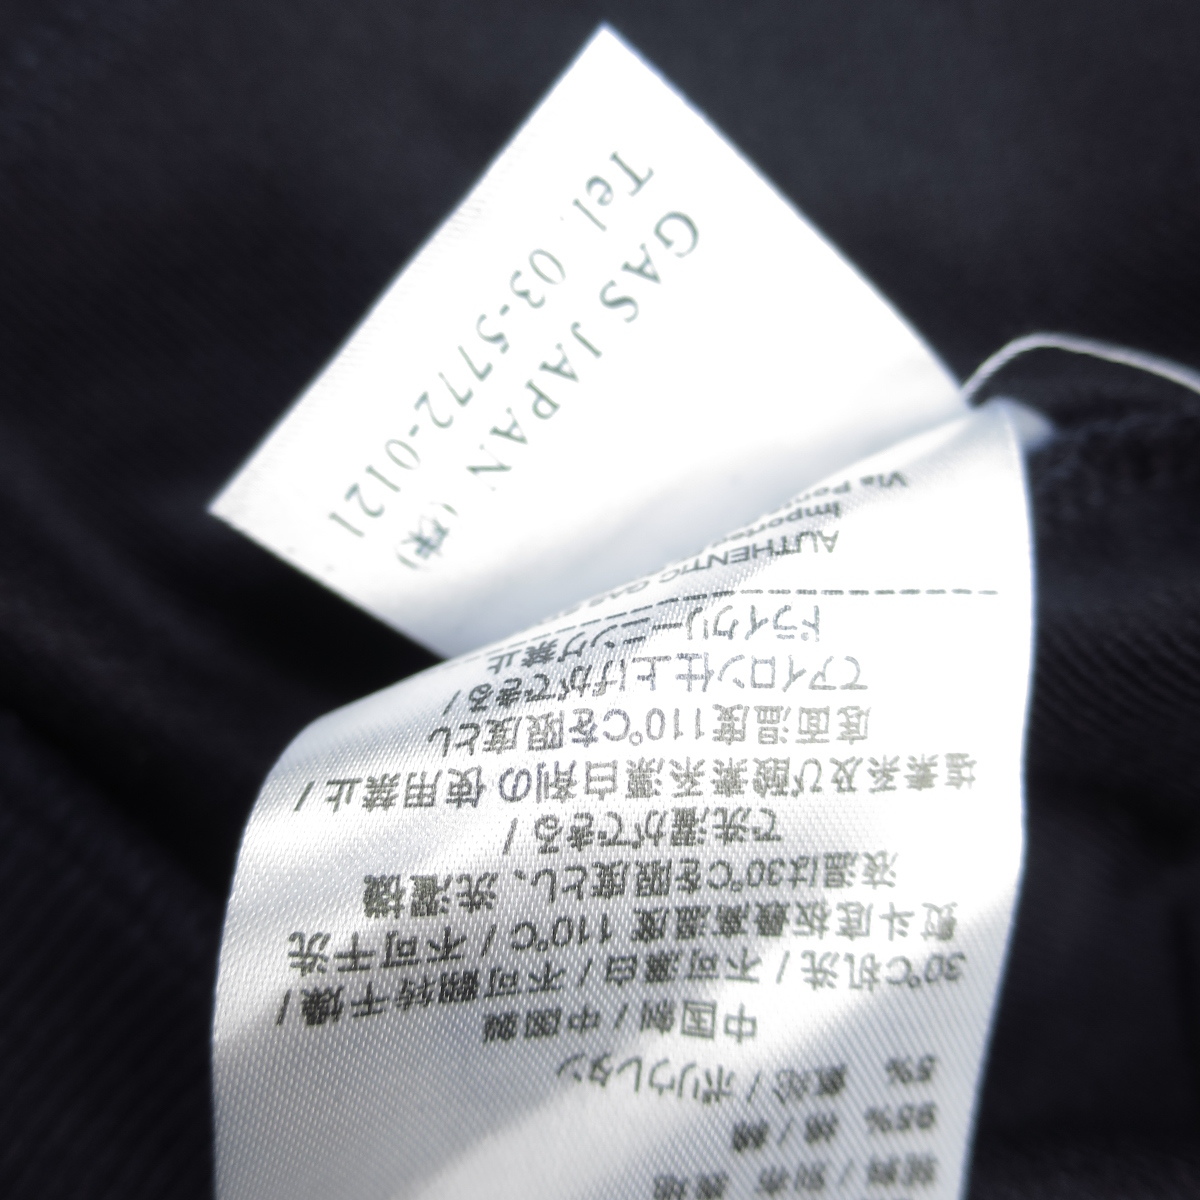 GAS JAPAN (株)
Tel. 03-5772-0121
95% 棉 / 綿
5% 氨纶 / ポリウレタン
中国制 / 中国製
30℃机洗 / 不可漂白 / 不可翻转干燥 /
熨斗底板最高温度 110℃ / 不可干洗
液温は30℃を限度とし、洗濯機
で洗濯ができる /
塩素系及び酸素系漂白剤の使用禁止 /
底面温度110℃を限度とし
てアイロン仕上げができる /
ドライクリーニング禁止
AUTHENTIC GAS
Imported
Via